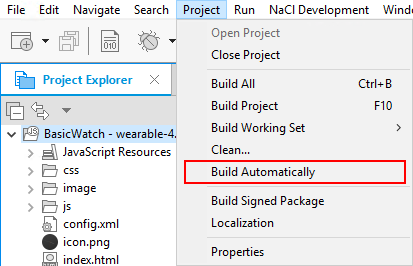 File Edit Navigate Search Project Run NaCl Development
Project Explorer
BasicWatch - wearable-4.
JavaScript Resources
css
image
js
config.xml
icon.png
index.html
Open Project
Close Project
Build All Ctrl+B
Build Project F10
Build Working Set
Clean...
Build Automatically
Build Signed Package
Localization
Properties